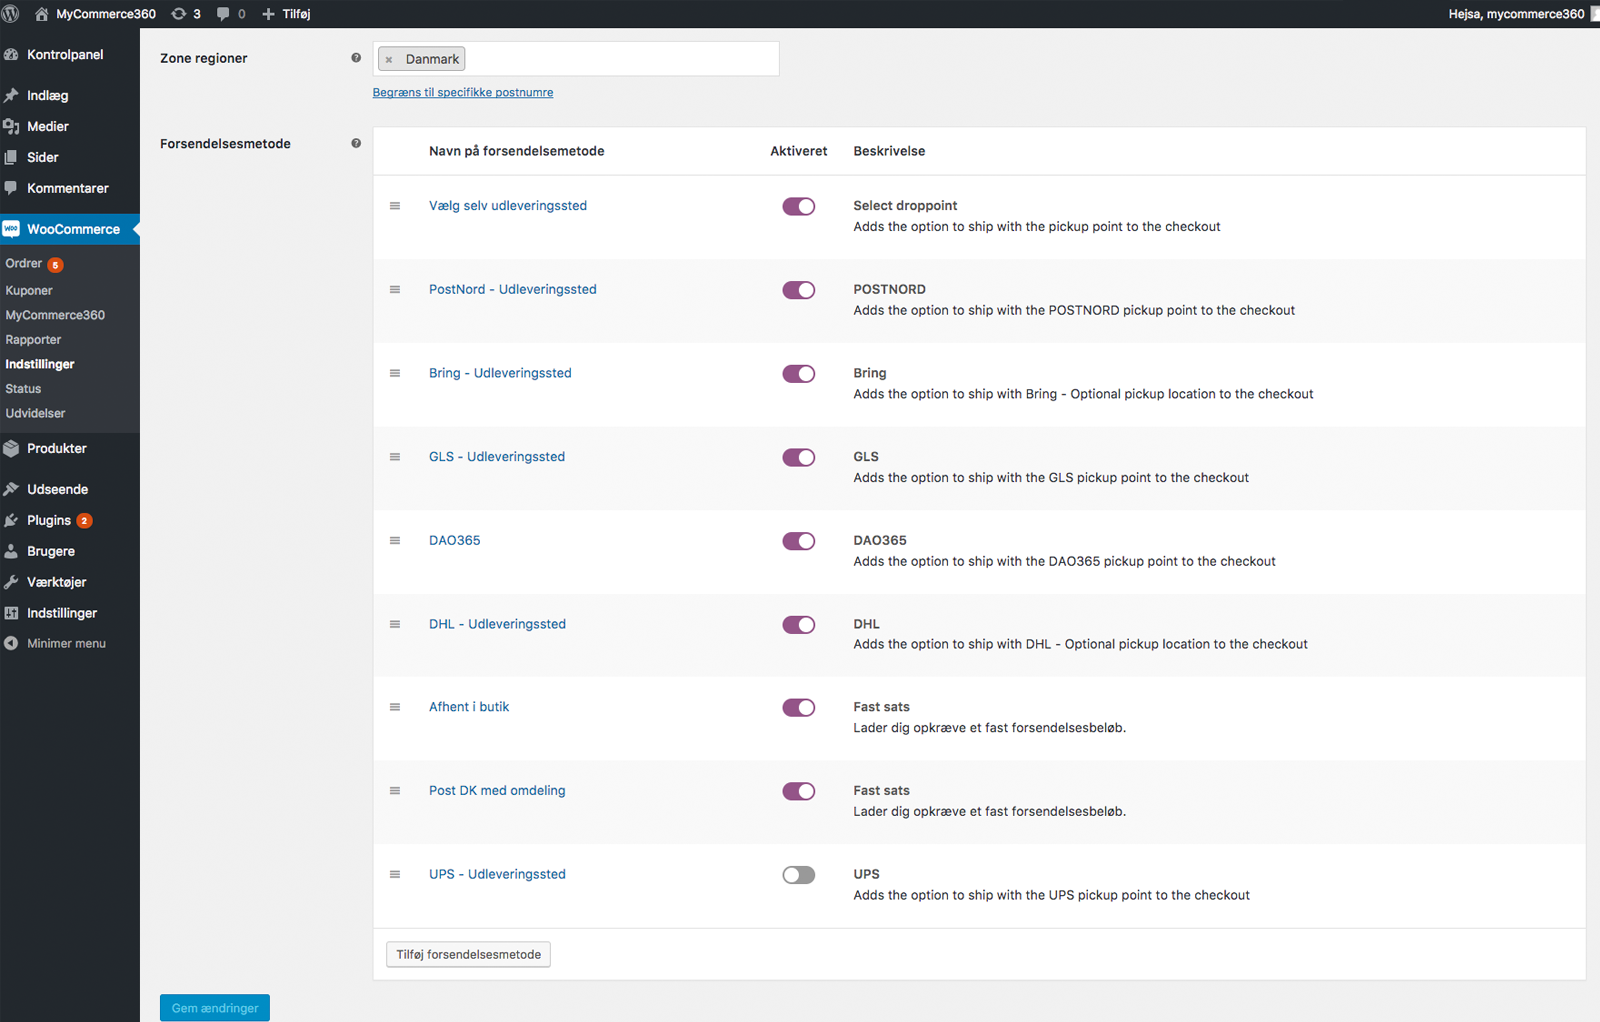 MyCommerce360 3 0 Tilføj Hejsa, mycommerce360
Kontrolpanel
Indlæg
Medier
Sider
Kommentarer
WooCommerce
Ordrer 5
Kuponer
MyCommerce360
Rapporter
Indstillinger
Status
Udvidelser
Produkter
Udseende
Plugins 2
Brugere
Værktøjer
Indstillinger
Minimer menu
Zone regioner
× Danmark
Begræns til specifikke postnumre
Forsendelsesmetode
Navn på forsendelsemetode Aktiveret Beskrivelse
Vælg selv udleveringssted Select droppoint
Adds the option to ship with the pickup point to the checkout
PostNord - Udleveringssted POSTNORD
Adds the option to ship with the POSTNORD pickup point to the checkout
Bring - Udleveringssted Bring
Adds the option to ship with Bring - Optional pickup location to the checkout
GLS - Udleveringssted GLS
Adds the option to ship with the GLS pickup point to the checkout
DAO365 DAO365
Adds the option to ship with the DAO365 pickup point to the checkout
DHL - Udleveringssted DHL
Adds the option to ship with DHL - Optional pickup location to the checkout
Afhent i butik Fast sats
Lader dig opkræve et fast forsendelsesbeløb.
Post DK med omdeling Fast sats
Lader dig opkræve et fast forsendelsesbeløb.
UPS - Udleveringssted UPS
Adds the option to ship with the UPS pickup point to the checkout
Tilføj forsendelsesmetode
Gem ændringer